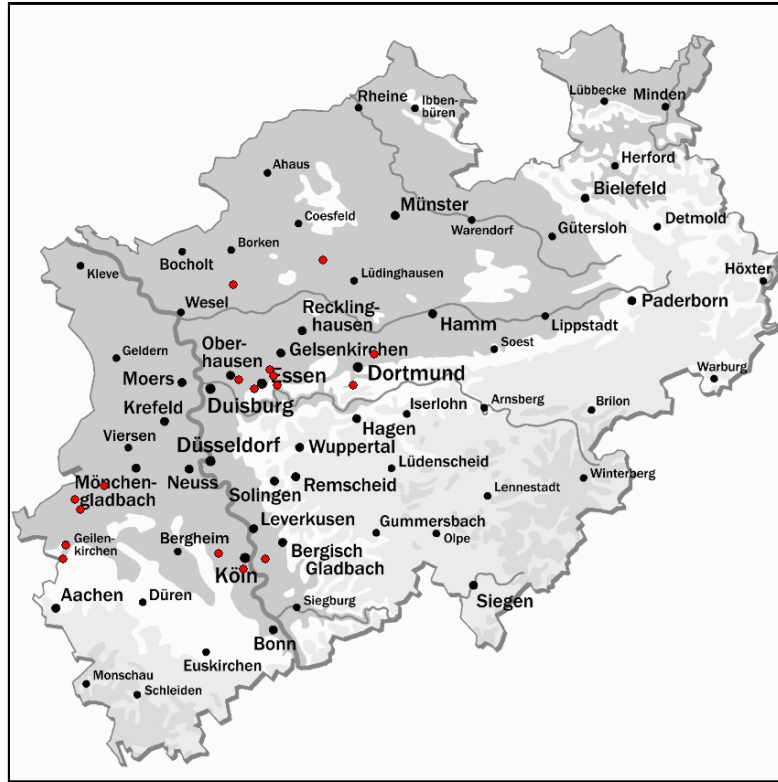 Rheine
Ibben-
büren
Lübbecke
Minden
Herford
Bielefeld
Ahaus
Coesfeld
Münster
Warendorf
Gütersloh
Detmold
Borken
Bocholt
Kleve
Lüdinghausen
Höxter
Wesel
Reckling-
hausen
Hamm
Lippstadt
Paderborn
Geldern
Ober-
hausen
Gelsenkirchen
Soest
Moers
Essen
Dortmund
Warburg
Duisburg
Krefeld
Hagen
Iserlohn
Arnsberg
Brilon
Viersen
Düsseldorf
Wuppertal
Lüdenscheid
Mönchen-
gladbach
Neuss
Solingen
Remscheid
Lennestadt
Winterberg
Leverkusen
Gummersbach
Geilen-
kirchen
Bergheim
Olpe
Bergisch
Gladbach
Köln
Aachen
Düren
Siegburg
Siegen
Bonn
Euskirchen
Monschau
Schleiden